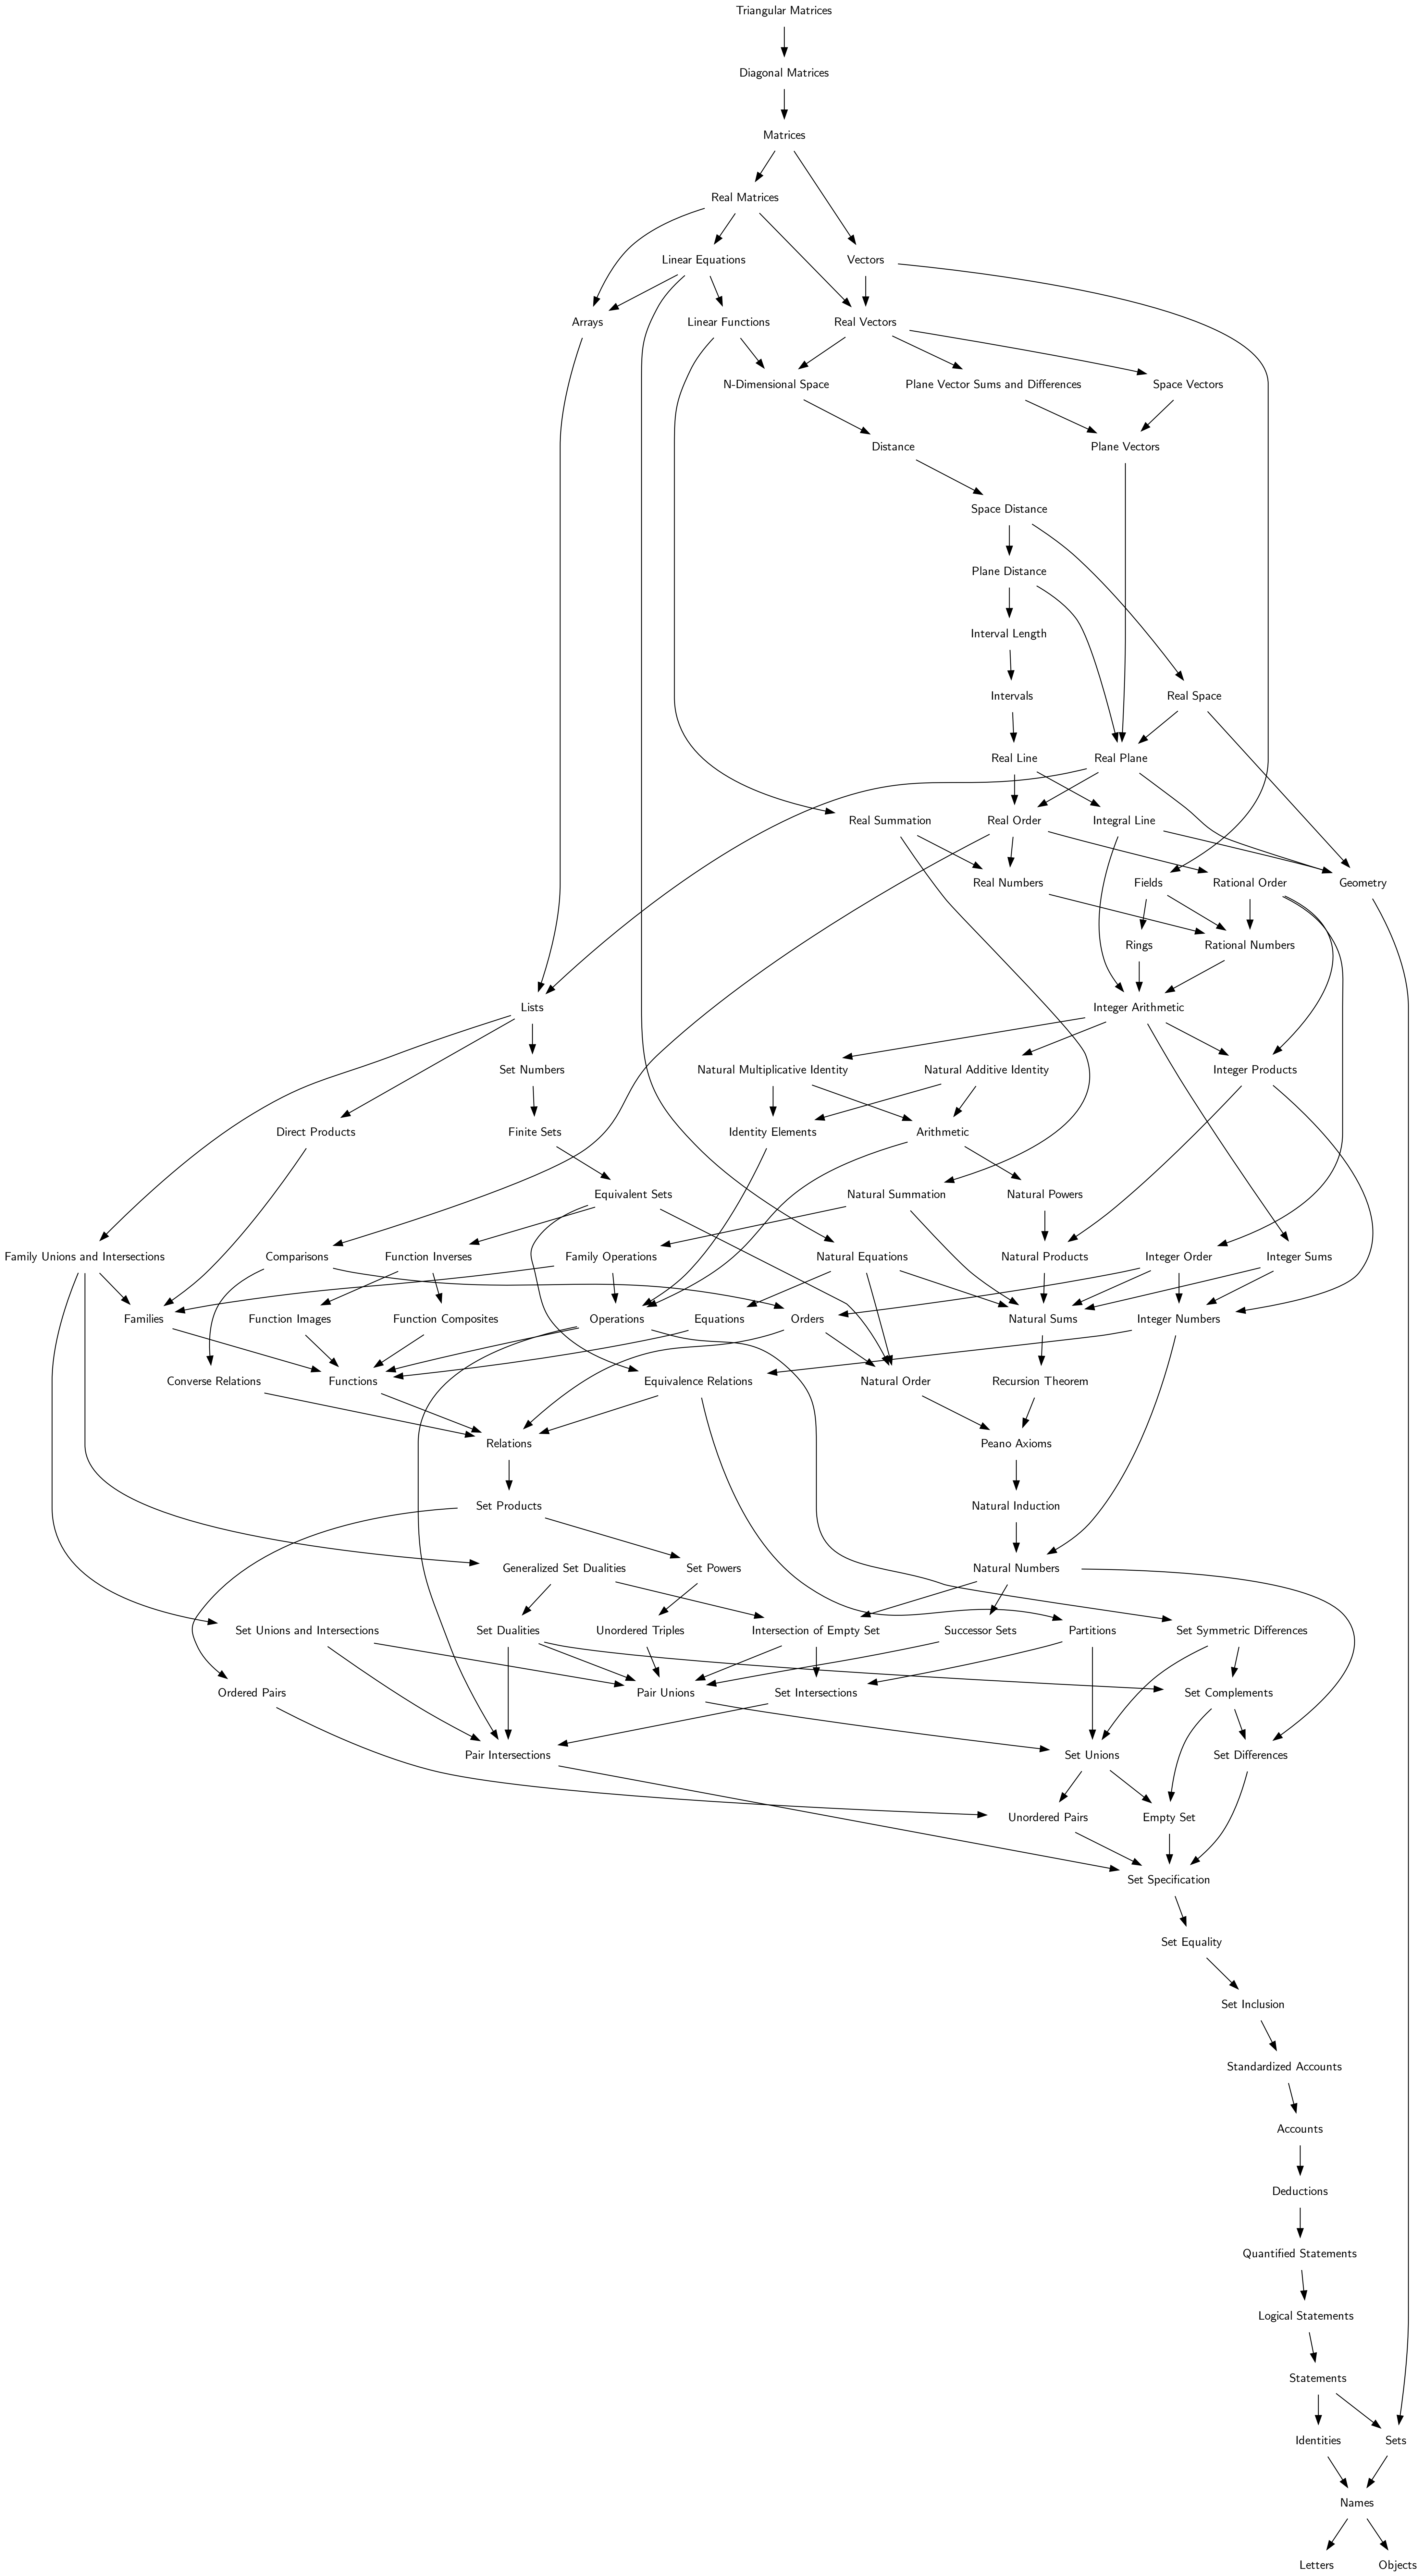 Triangular Matrices
Diagonal Matrices
Matrices
Real Matrices
Linear Equations
Vectors
Arrays
Linear Functions
Real Vectors
N-Dimensional Space
Plane Vector Sums and Differences
Space Vectors
Distance
Plane Vectors
Space Distance
Plane Distance
Interval Length
Intervals
Real Space
Real Line
Real Plane
Real Summation
Real Order
Integral Line
Real Numbers
Fields
Rational Order
Geometry
Rings
Rational Numbers
Lists
Integer Arithmetic
Set Numbers
Natural Multiplicative Identity
Natural Additive Identity
Integer Products
Direct Products
Finite Sets
Identity Elements
Arithmetic
Equivalent Sets
Natural Summation
Natural Powers
Family Unions and Intersections
Comparisons
Function Inverses
Family Operations
Natural Equations
Natural Products
Integer Order
Integer Sums
Families
Function Images
Function Composites
Operations
Equations
Orders
Natural Sums
Integer Numbers
Converse Relations
Functions
Equivalence Relations
Natural Order
Recursion Theorem
Relations
Peano Axioms
Set Products
Natural Induction
Generalized Set Dualities
Set Powers
Natural Numbers
Set Unions and Intersections
Set Dualities
Unordered Triples
Intersection of Empty Set
Successor Sets
Partitions
Set Symmetric Differences
Ordered Pairs
Pair Unions
Set Intersections
Set Complements
Pair Intersections
Set Unions
Set Differences
Unordered Pairs
Empty Set
Set Specification
Set Equality
Set Inclusion
Standardized Accounts
Accounts
Deductions
Quantified Statements
Logical Statements
Statements
Identities
Sets
Names
Letters
Objects